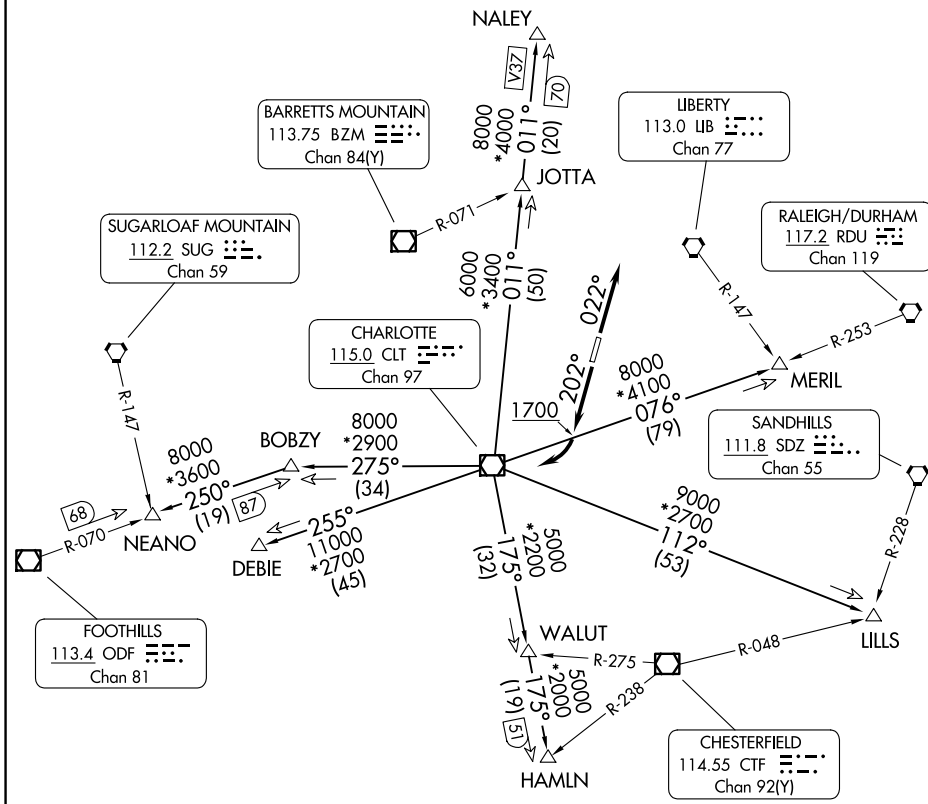 NALEY
V37
70
8000
*4000
011°
(20)
BARRETTS MOUNTAIN
113.75 BZM
Chan 84(Y)
LIBERTY
113.0 LIB
Chan 77
JOTTA
R-071
SUGARLOAF MOUNTAIN
112.2 SUG
Chan 59
RALEIGH/DURHAM
117.2 RDU
Chan 119
6000
*3400
011°
(50)
022°
202°
R-147
R-253
CHARLOTTE
115.0 CLT
Chan 97
MERIL
8000
*4100
076°
(79)
1700
R-147
BOBZY
8000
*2900
275°
(34)
SANDHILLS
111.8 SDZ
Chan 55
8000
*3600
250°
(19)
87
68
R-070
NEANO
255°
11000
*2700
(45)
DEBIE
9000
*2700
112°
(53)
R-228
5000
*2200
175°
(32)
FOOTHILLS
113.4 ODF
Chan 81
WALUT
R-275
R-048
LILLS
5000
*2000
175°
(19)
51
R-238
HAMLN
CHESTERFIELD
114.55 CTF
Chan 92(Y)